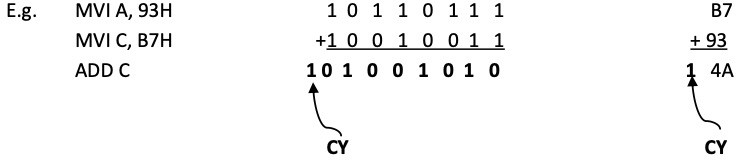 E.g. MVI A, 93H 1 0 1 1 0 1 1 1 B7
MVI C, B7H +1 0 0 1 0 0 1 1 + 93
ADD C 1 0 1 0 0 1 0 1 0 1 4A
CY CY